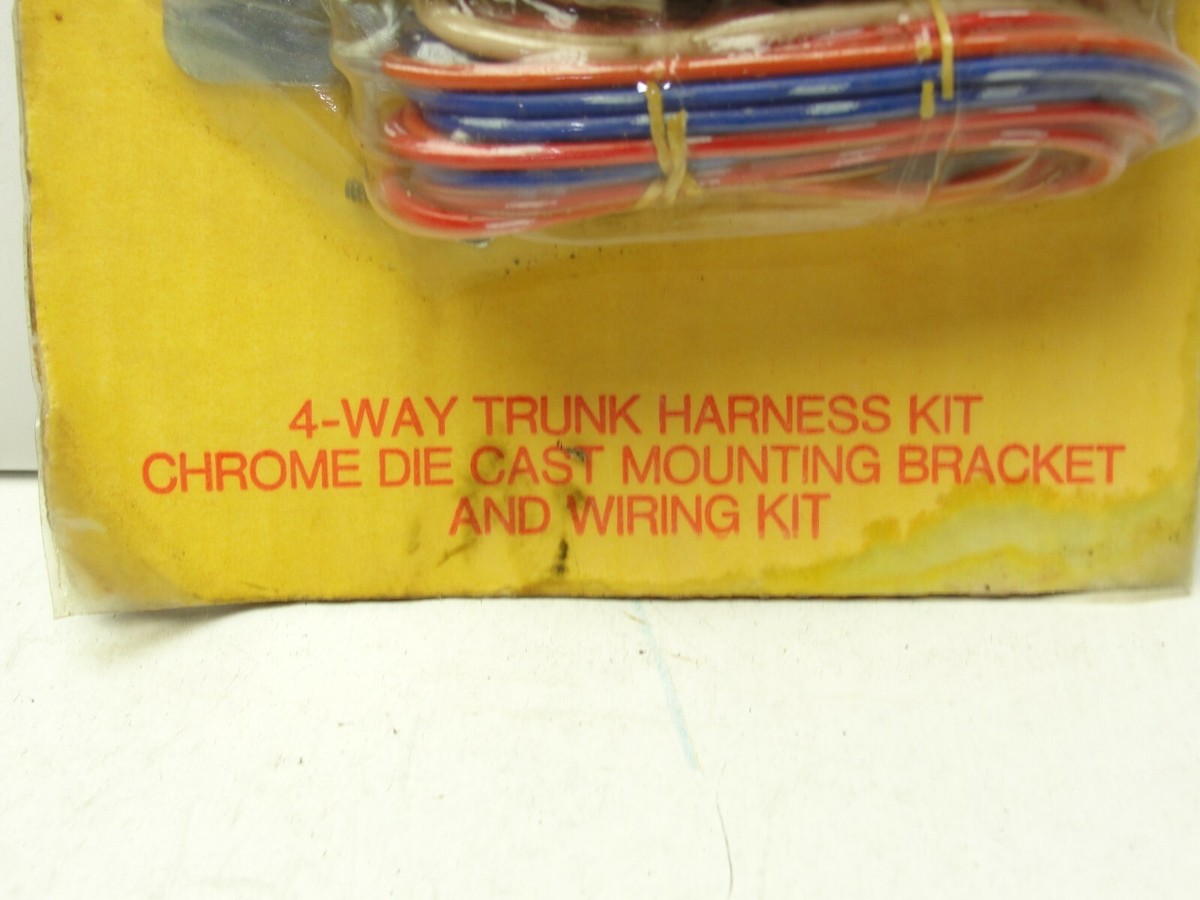 4-WAY TRUNK HARNESS KIT
CHROME DIE CAST MOUNTING BRACKET
AND WIRING KIT